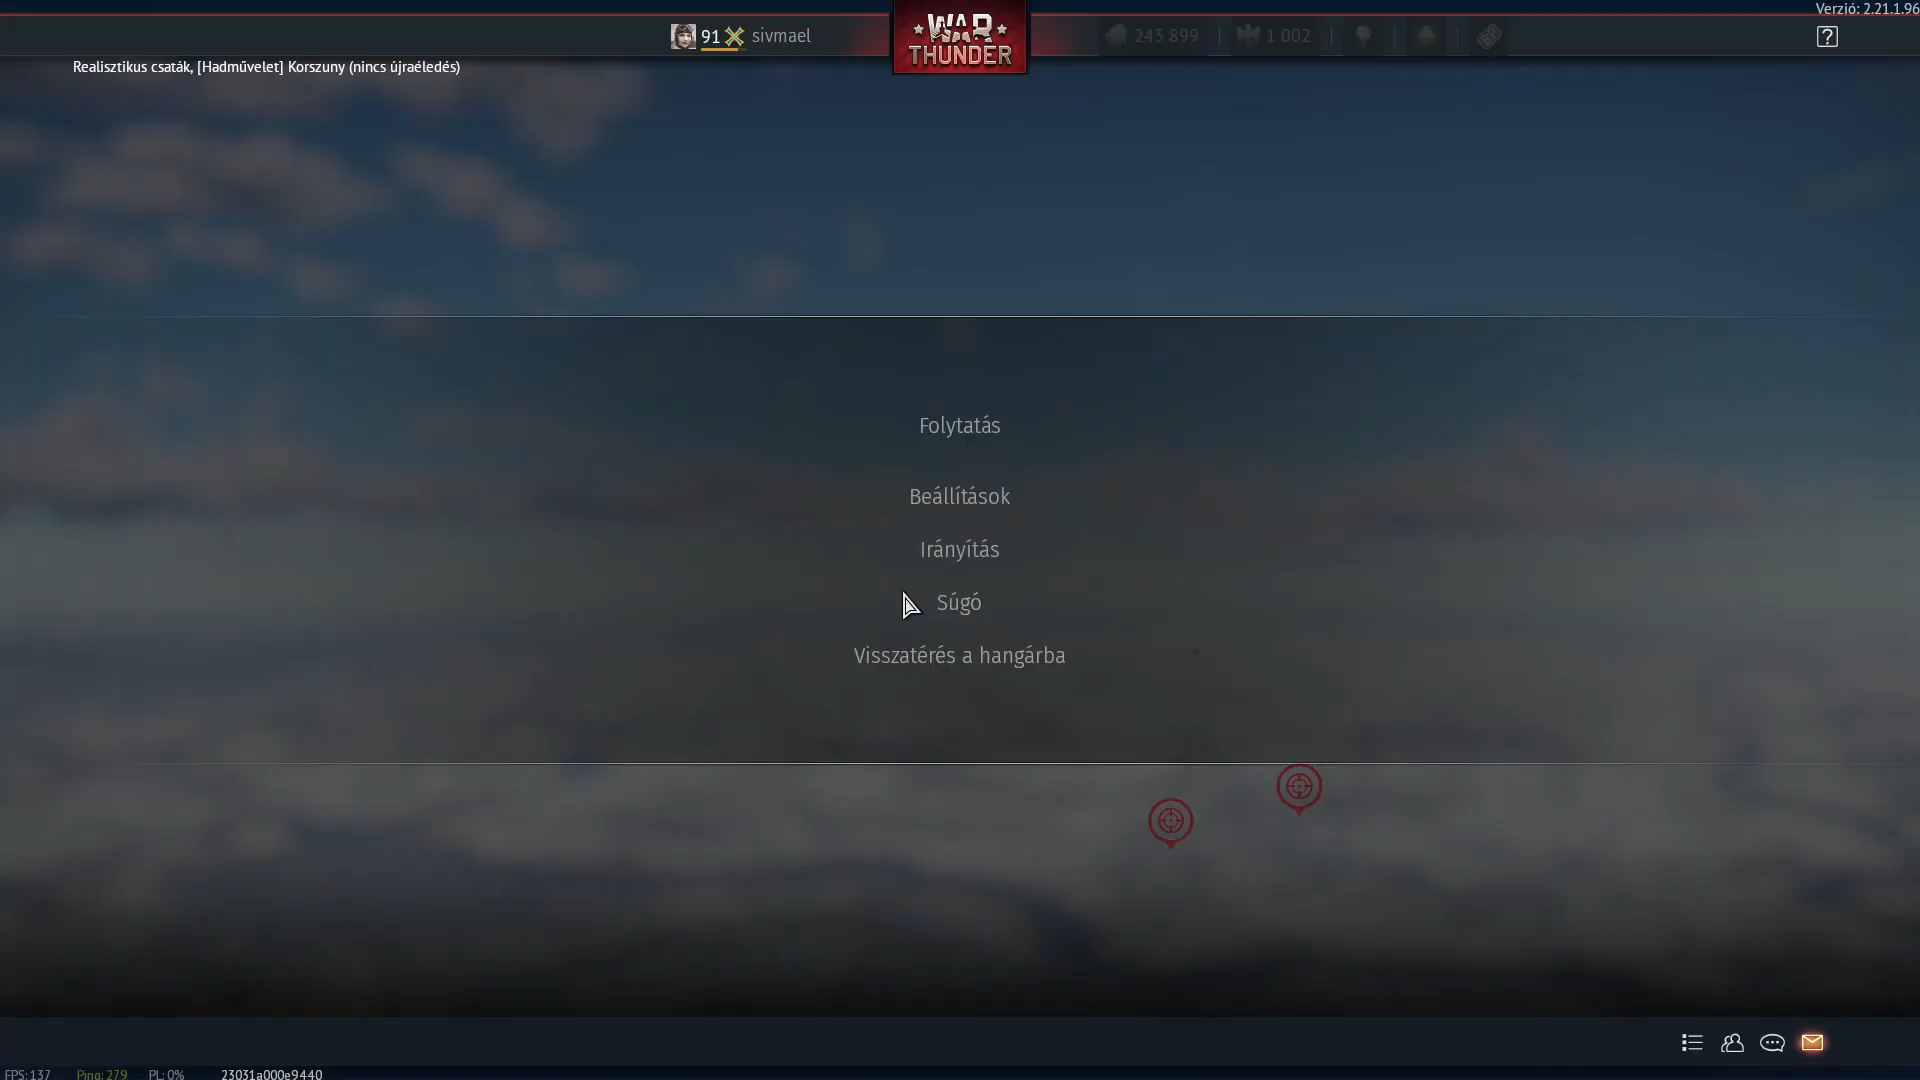 Verzió: 2.21.1.96
91 sivmael
WAR
THUNDER
243 899
1 002
Realisztikus csaták, [Hadművelet] Korszuny (nincs újraéledés)
Folytatás
Beállítások
Irányítás
Súgó
Visszatérés a hangárba
FPS: 137 Ping: 279 PL: 0% 23031a000e9440